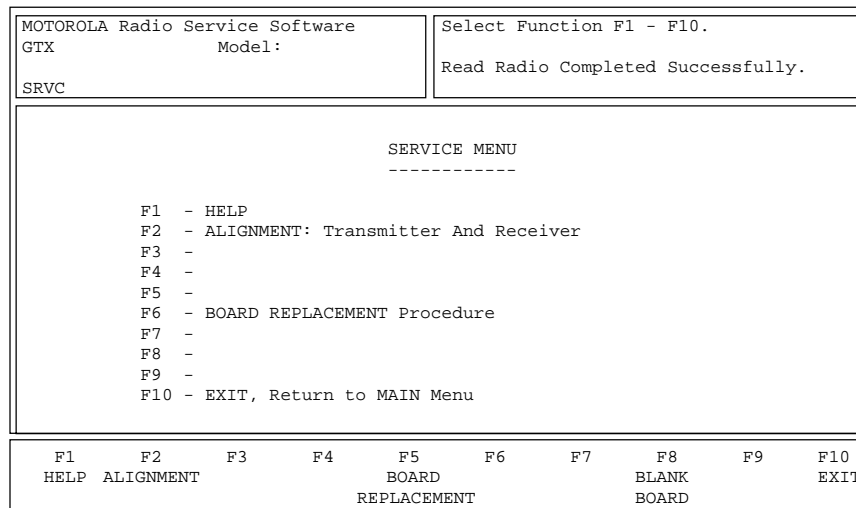 MOTOROLA Radio Service Software
GTX Model:
SRVC
Select Function F1 - F10.
Read Radio Completed Successfully.
SERVICE MENU
------------
F1 - HELP
F2 - ALIGNMENT: Transmitter And Receiver
F3 -
F4 -
F5 -
F6 - BOARD REPLACEMENT Procedure
F7 -
F8 -
F9 -
F10 - EXIT, Return to MAIN Menu
F1 F2 F3 F4 F5 F6 F7 F8 F9 F10
HELP ALIGNMENT BOARD BLANK EXIT
REPLACEMENT BOARD